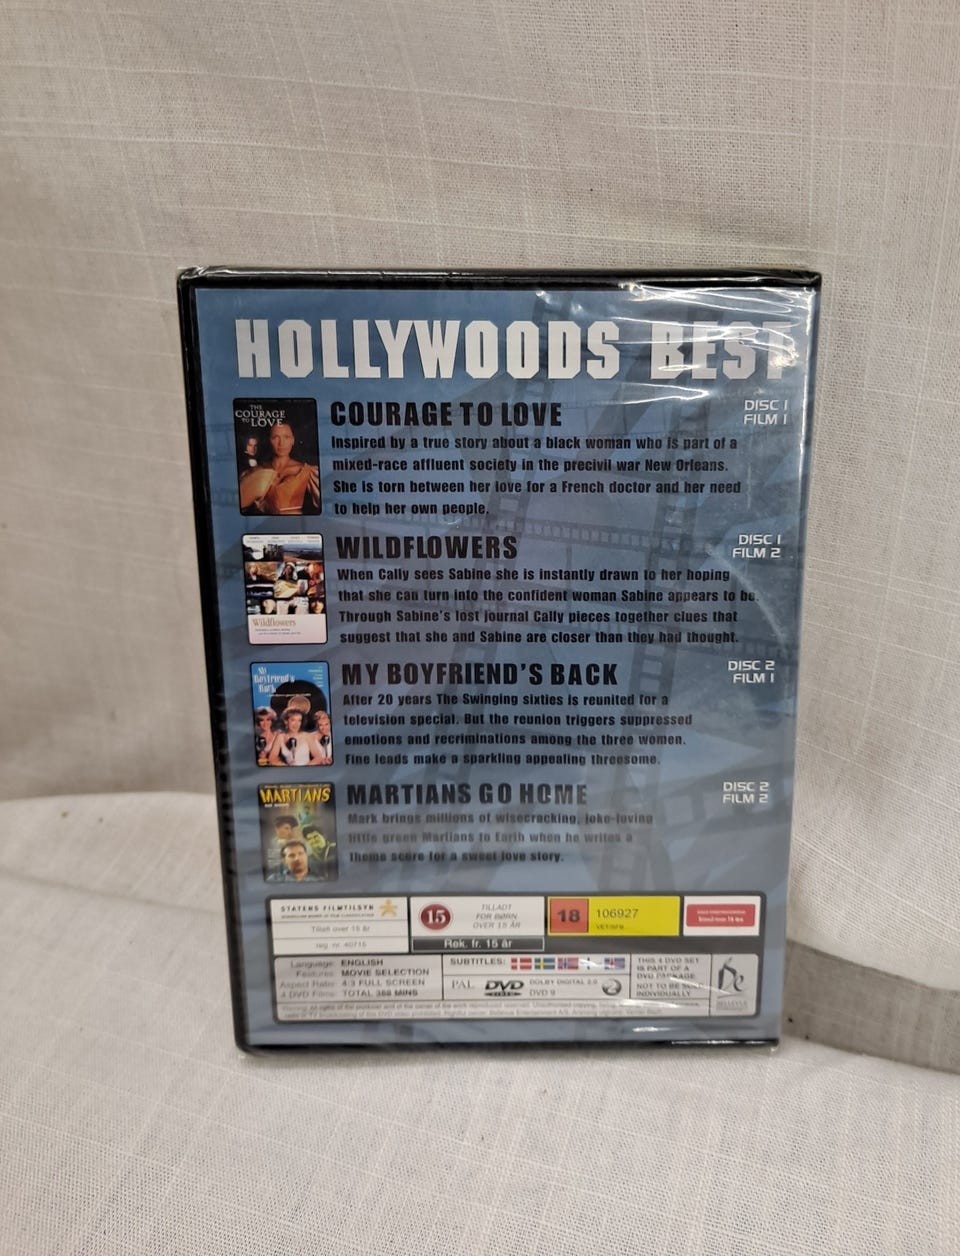 HOLLYWOODS BEST
THE
COURAGE
TO LOVE
COURAGE TO LOVE
DISC 1
FILM 1
Inspired by a true story about a black woman who is part of a
mixed-race affluent society in the precivil war New Orleans.
She is torn between her love for a French doctor and her need
to help her own people.
Wildflowers
WILDFLOWERS
DISC 1
FILM 2
When Cally sees Sabine she is instantly drawn to her hoping
that she can turn into the confident woman Sabine appears to be.
Through Sabine's lost journal Cally pieces together clues that
suggest that she and Sabine are closer than they had thought.
My
Boyfriend's
Back
MY BOYFRIEND'S BACK
DISC 2
FILM 1
After 20 years The Swinging sixties is reunited for a
television special. But the reunion triggers suppressed
emotions and recriminations among the three women.
Fine leads make a sparkling appealing threesome.
MARTIANS
GO HOME
MARTIANS GO HOME
DISC 2
FILM 2
Mark brings millions of wisecracking, joke-loving
little green Martians to Earth when he writes a
Theme score for a sweet love story.
STATENS FILMTILSYN
Tillatt over 15 år
reg. nr. 40715
15
TILLADT
FOR BØRN
OVER 15 ÅR
Rek. fr. 15 år
18
106927
Language: ENGLISH
Features: MOVIE SELECTION
Aspect Ratio: 4:3 FULL SCREEN
4 DVD Films: TOTAL 368 MINS
SUBTITLES:
PAL
DVD
VIDEO
DOLBY DIGITAL 2.0
DVD 9
2
THIS 4 DVD SET
IS PART OF A
DVD PACKAGE.
NOT TO BE SOLD
INDIVIDUALLY